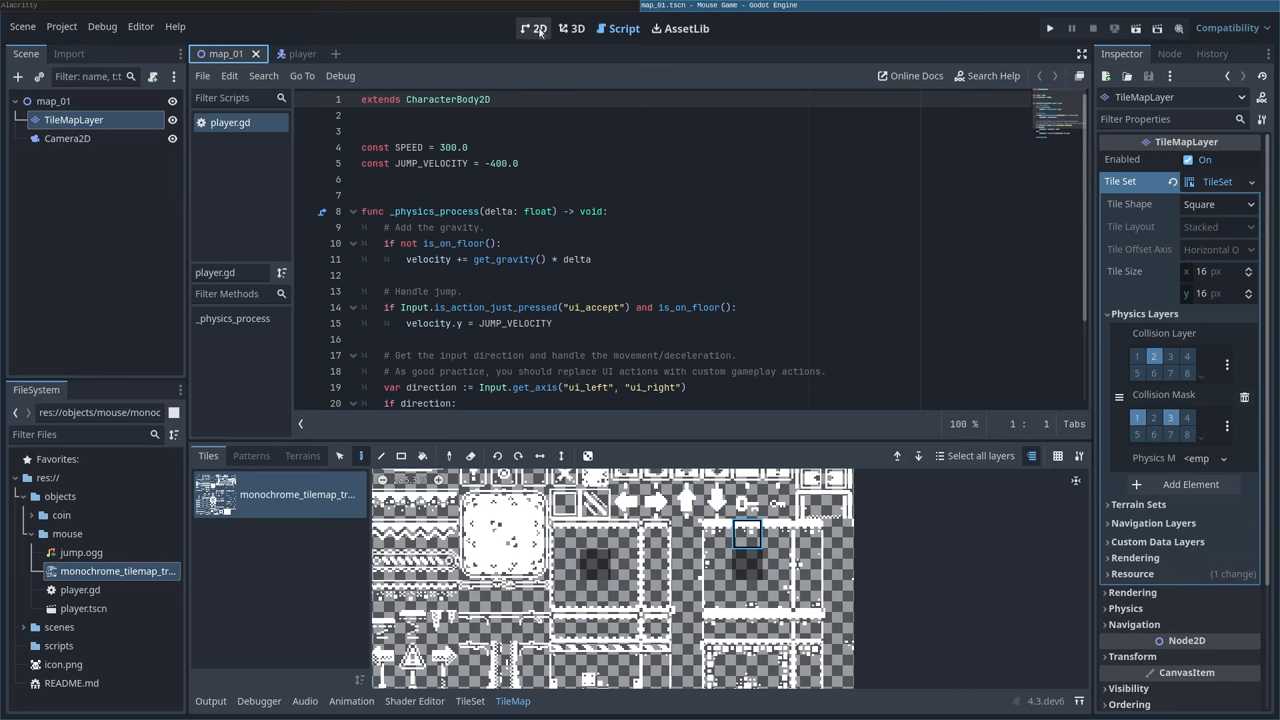 Alacritty
map_01.tscn - Mouse Game - Godot Engine
Scene Project Debug Editor Help
2D 3D Script AssetLib
Compatibility
Scene Import
Filter: name, t:t
map_01
TileMapLayer
Camera2D
map_01 player
File Edit Search Go To Debug
Online Docs Search Help
Filter Scripts
player.gd
player.gd
Filter Methods
_physics_process
1 extends CharacterBody2D
2
3
4 const SPEED = 300.0
5 const JUMP_VELOCITY = -400.0
6
7
8 func _physics_process(delta: float) -> void:
9 # Add the gravity.
10 if not is_on_floor():
11 velocity += get_gravity() * delta
12
13 # Handle jump.
14 if Input.is_action_just_pressed("ui_accept") and is_on_floor():
15 velocity.y = JUMP_VELOCITY
16
17 # Get the input direction and handle the movement/deceleration.
18 # As good practice, you should replace UI actions with custom gameplay actions.
19 var direction := Input.get_axis("ui_left", "ui_right")
20 if direction:
100 % 1 : 1 Tabs
FileSystem
res://objects/mouse/monoc
Filter Files
Favorites:
res://
objects
coin
mouse
jump.ogg
monochrome_tilemap_tr...
player.gd
player.tscn
scenes
scripts
icon.png
README.md
Tiles Patterns Terrains
Select all layers
monochrome_tilemap_tr...
Output Debugger Audio Animation Shader Editor TileSet TileMap
4.3.dev6
Inspector Node History
TileMapLayer
Filter Properties
TileMapLayer
Enabled On
Tile Set TileSet
Tile Shape Square
Tile Layout Stacked
Tile Offset Axis Horizontal O
Tile Size x 16 px
y 16 px
Physics Layers
Collision Layer
1 2 3 4
5 6 7 8
Collision Mask
1 2 3 4
5 6 7 8
Physics M <emp
Add Element
Terrain Sets
Navigation Layers
Custom Data Layers
Rendering
Resource (1 change)
Rendering
Physics
Navigation
Node2D
Transform
CanvasItem
Visibility
Ordering